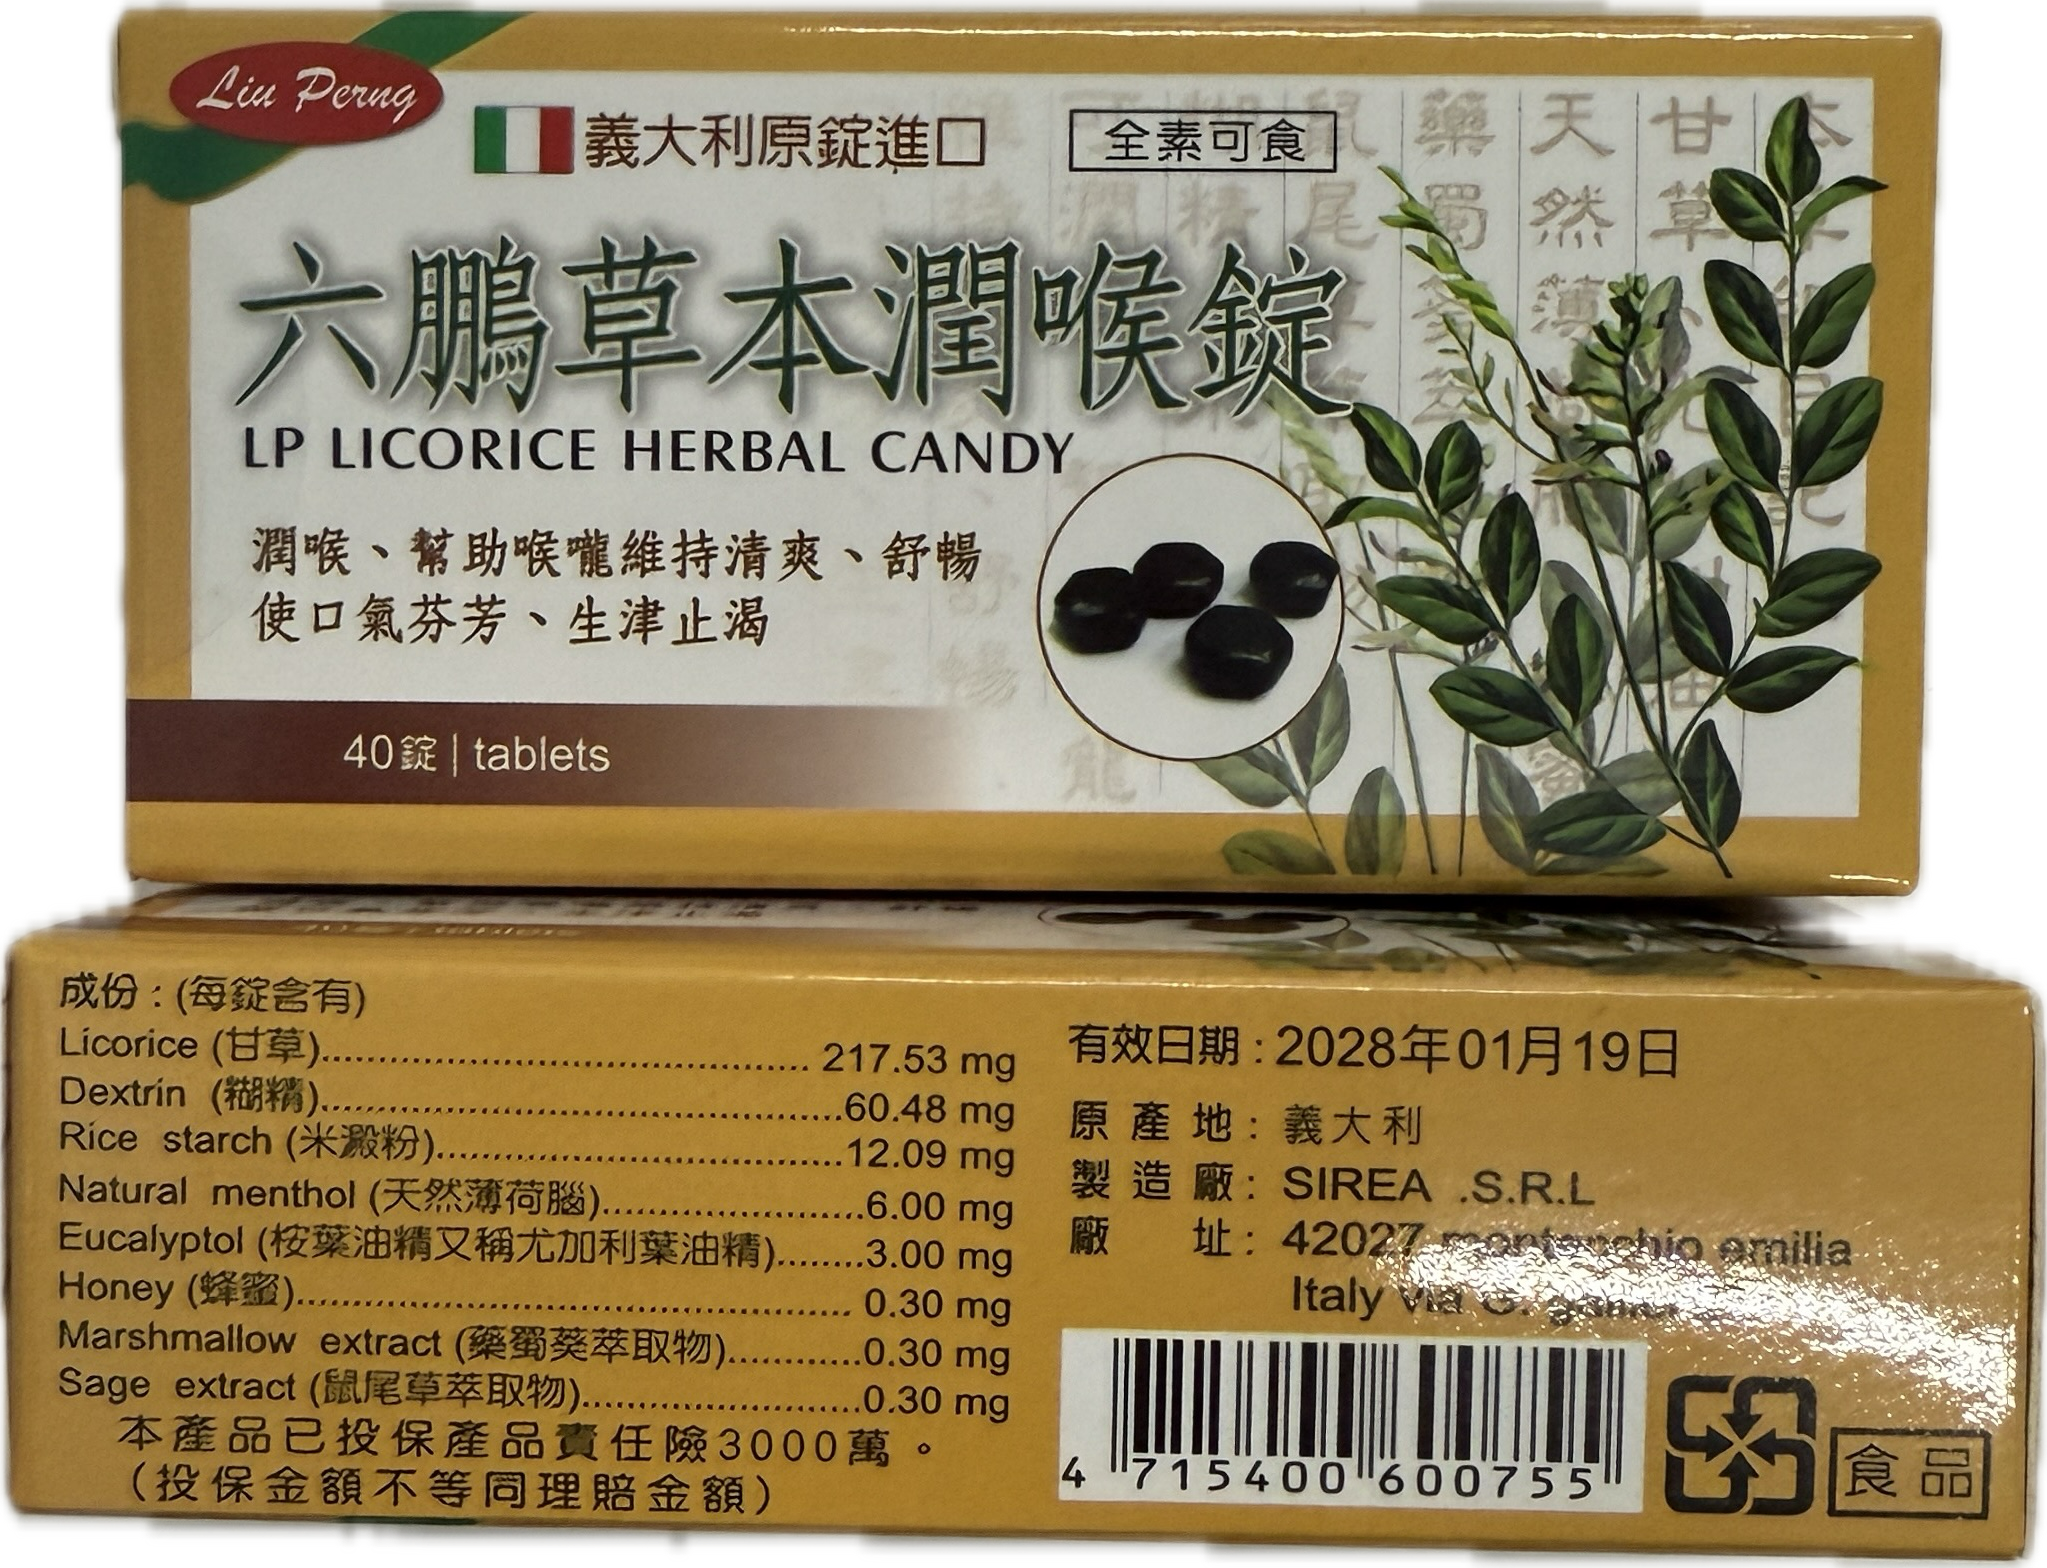 Liu Perng
義大利原錠進口
全素可食
六鵬草本潤喉錠
LP LICORICE HERBAL CANDY
潤喉、幫助喉嚨維持清爽、舒暢
使口氣芬芳、生津止渴
40錠 | tablets
成份:(每錠含有)
Licorice (甘草)........................................................ 217.53 mg
Dextrin (糊精)............................................................60.48 mg
Rice starch (米澱粉)..............................................12.09 mg
Natural menthol (天然薄荷腦)..............................6.00 mg
Eucalyptol (桉葉油精又稱尤加利葉油精)........3.00 mg
Honey (蜂蜜)................................................................ 0.30 mg
Marshmallow extract (藥蜀葵萃取物)............0.30 mg
Sage extract (鼠尾草萃取物)................................0.30 mg
本產品已投保產品責任險3000萬。
(投保金額不等同理賠金額)
有效日期:2028年01月19日
原產地:義大利
製造廠:SIREA .S.R.L
廠址:42027 montecchio emilia
Italy via G.
4 715400 600755
食品